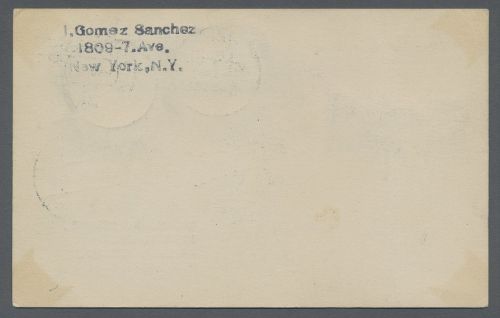 I.Gomez Sanchez
1809-7.Ave.
New York,N.Y.